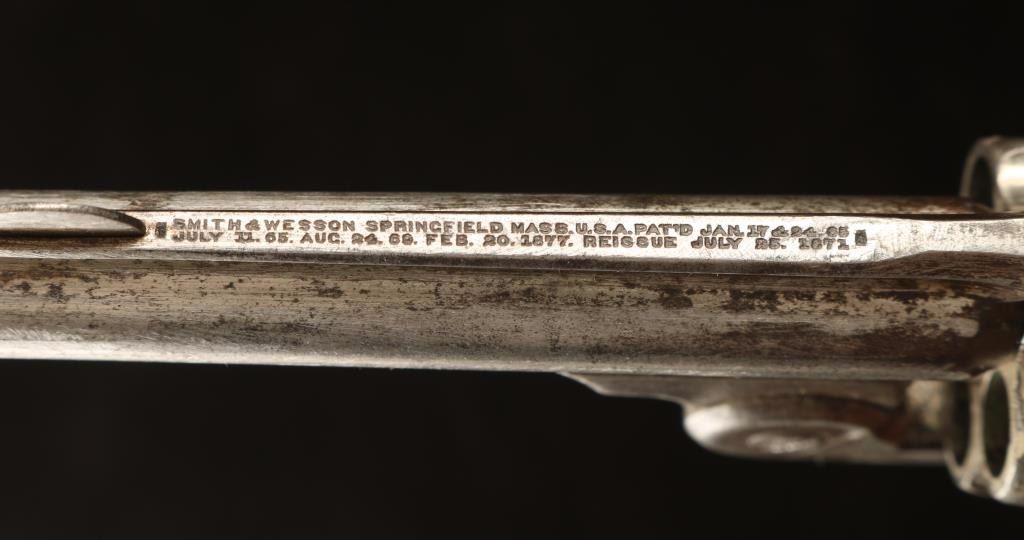 SMITH & WESSON SPRINGFIELD MASS. U.S.A. PAT'D JAN. 17 & 24. 65
JULY 11. 65. AUG. 24. 69. FEB. 20. 1877. REISSUE JULY 25. 1871